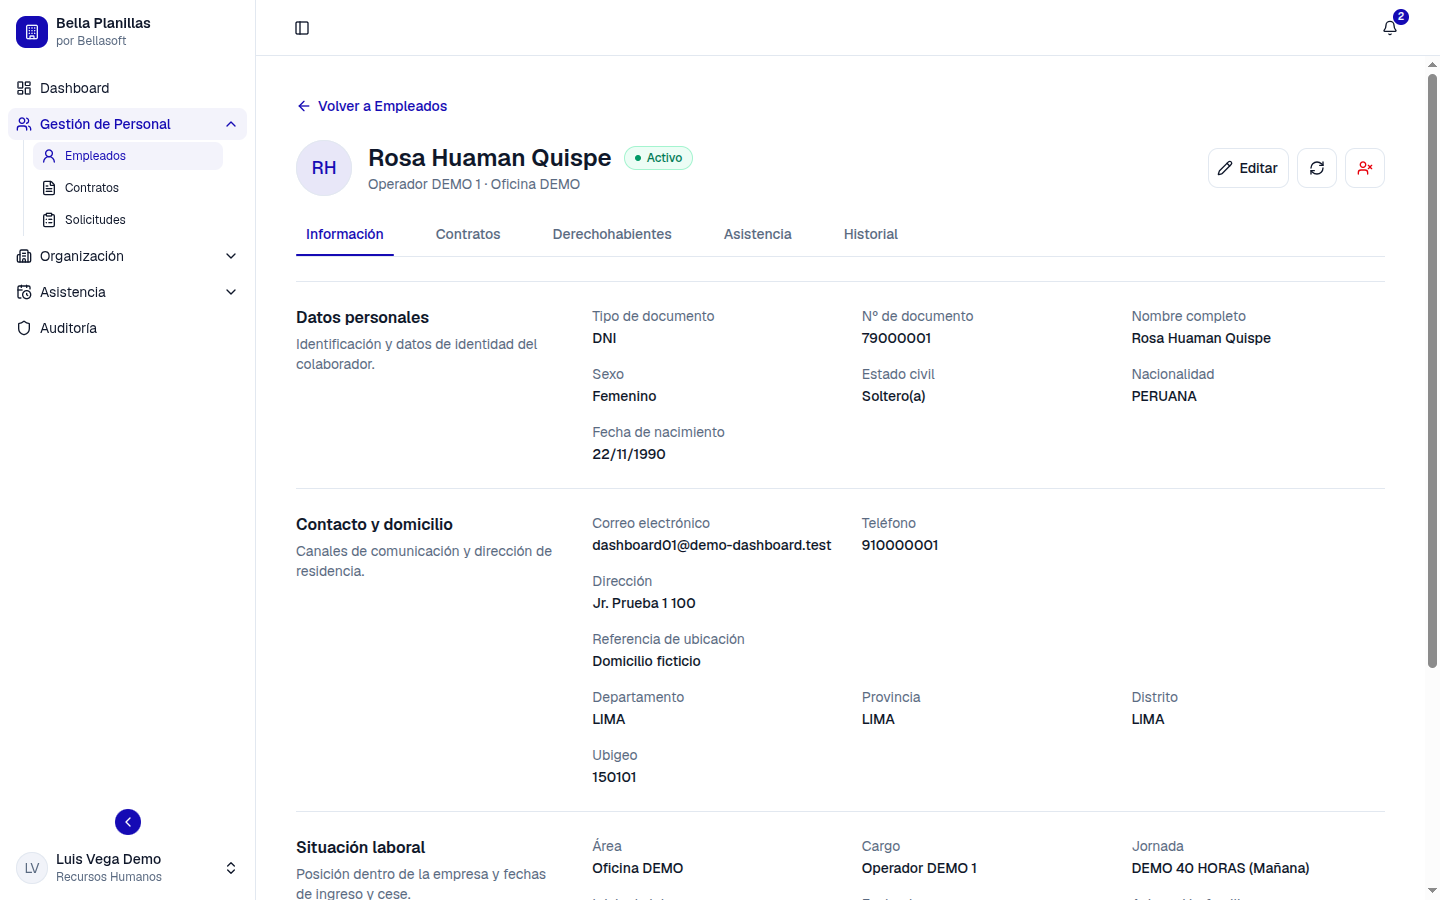 Bella Planillas
por Bellasoft
Dashboard
Gestión de Personal
Empleados
Contratos
Solicitudes
Organización
Asistencia
Auditoría
LV
Luis Vega Demo
Recursos Humanos
2
Volver a Empleados
RH
Rosa Huaman Quispe
Activo
Operador DEMO 1 · Oficina DEMO
Editar
Información
Contratos
Derechohabientes
Asistencia
Historial
Datos personales
Identificación y datos de identidad del
colaborador.
Tipo de documento
DNI
N° de documento
79000001
Nombre completo
Rosa Huaman Quispe
Sexo
Femenino
Estado civil
Soltero(a)
Nacionalidad
PERUANA
Fecha de nacimiento
22/11/1990
Contacto y domicilio
Canales de comunicación y dirección de
residencia.
Correo electrónico
dashboard01@demo-dashboard.test
Teléfono
910000001
Dirección
Jr. Prueba 1 100
Referencia de ubicación
Domicilio ficticio
Departamento
LIMA
Provincia
LIMA
Distrito
LIMA
Ubigeo
150101
Situación laboral
Posición dentro de la empresa y fechas
de ingreso y cese.
Área
Oficina DEMO
Cargo
Operador DEMO 1
Jornada
DEMO 40 HORAS (Mañana)